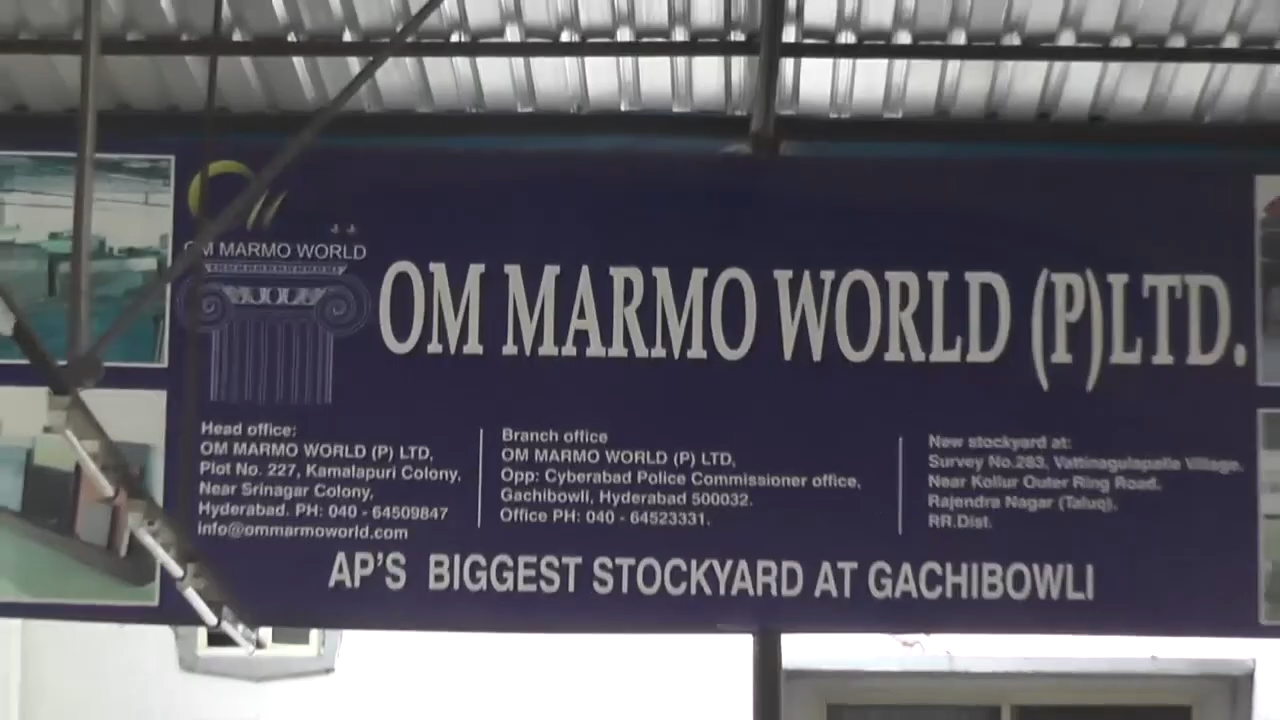 OM MARMO WORLD
OM MARMO WORLD (P)LTD.
Head office:
OM MARMO WORLD (P) LTD,
Plot No. 227, Kamalapuri Colony,
Near Srinagar Colony,
Hyderabad. PH: 040 - 64509847
info@ommarmoworld.com
Branch office
OM MARMO WORLD (P) LTD,
Opp: Cyberabad Police Commissioner office,
Gachibowli, Hyderabad 500032.
Office PH: 040 - 64523331.
New stockyard at:
Survey No.283, Vattinagulapalle Village,
Near Kollur Outer Ring Road,
Rajendra Nagar (Taluq),
RR.Dist.
AP'S BIGGEST STOCKYARD AT GACHIBOWLI